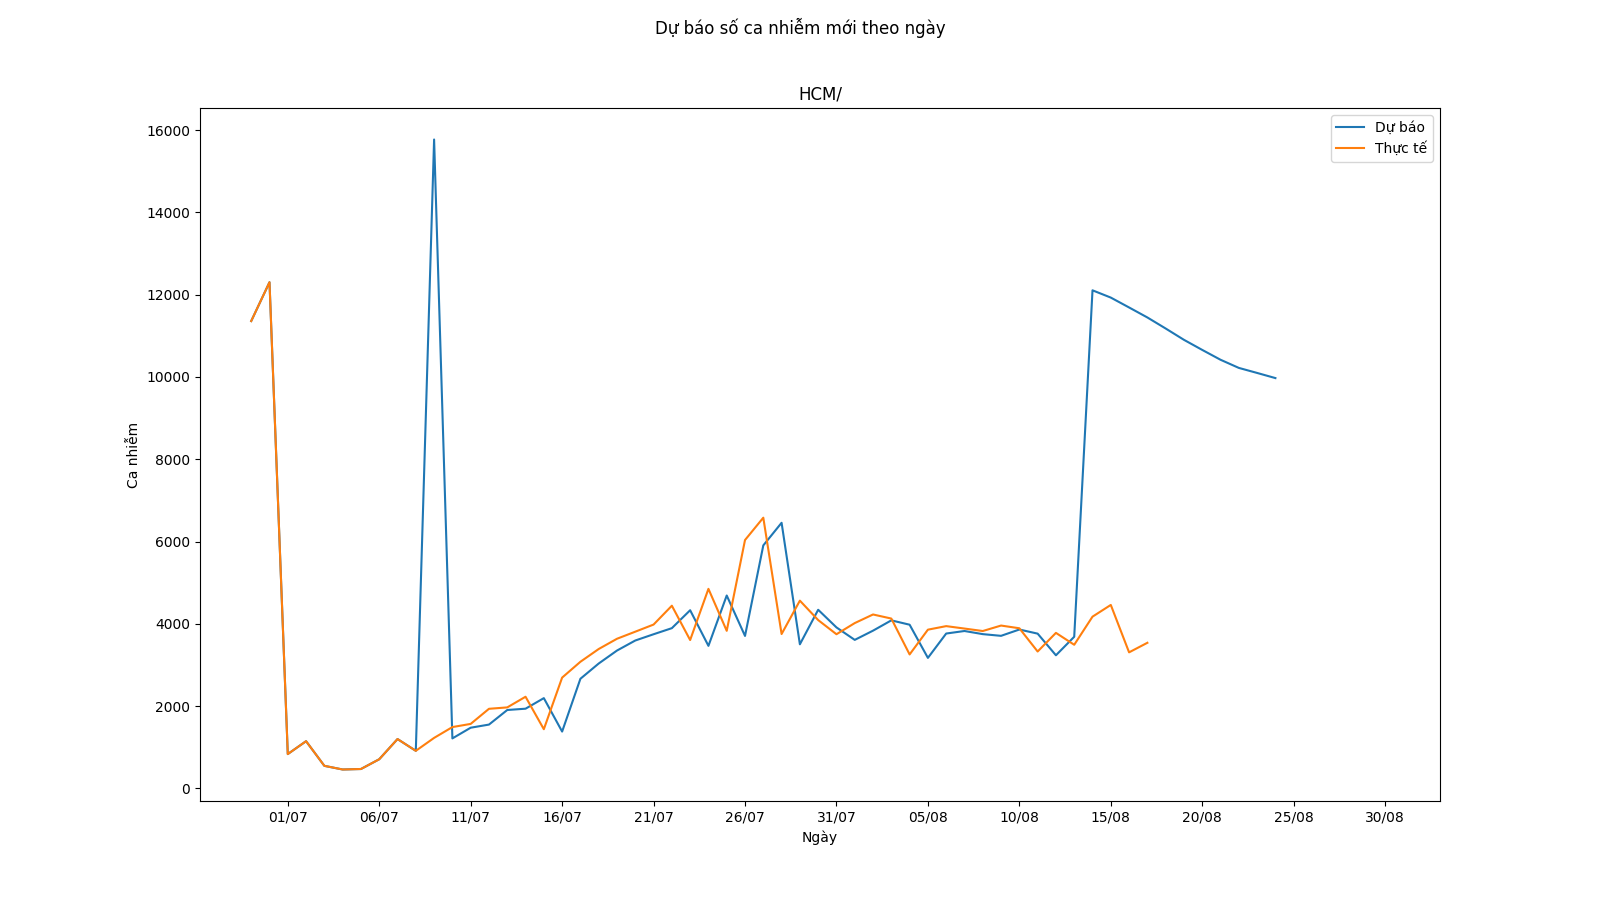 Dự báo số ca nhiễm mới theo ngày
HCM/
Dự báo
Thực tế
Ca nhiễm
16000
14000
12000
10000
8000
6000
4000
2000
0
01/07 06/07 11/07 16/07 21/07 26/07 31/07 05/08 10/08 15/08 20/08 25/08 30/08
Ngày